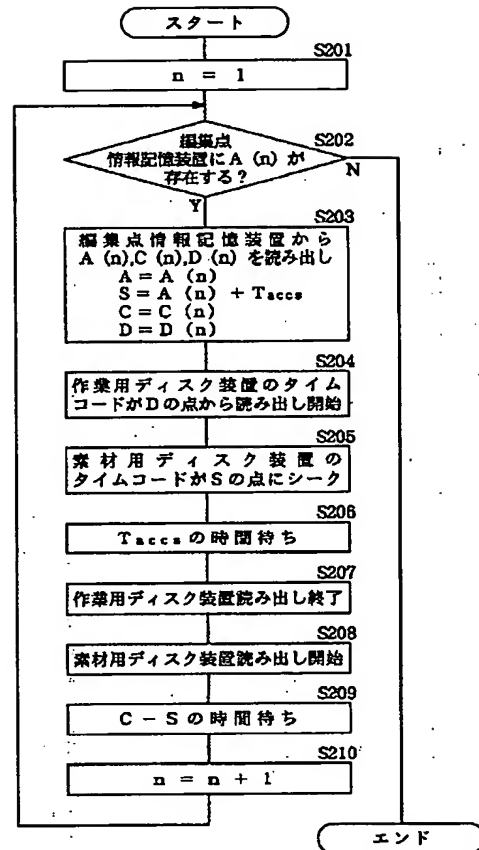 スタート
S201
n = 1
S202
編集点
情報記憶装置にA (n) が
存在する?
N
Y
S203
編集点情報記憶装置から
A (n),C (n),D (n) を読み出し
A = A (n)
S = A (n) + Taccs
C = C (n)
D = D (n)
S204
作業用ディスク装置のタイム
コードがDの点から読み出し開始
S205
素材用ディスク装置の
タイムコードがSの点にシーク
S206
Taccsの時間待ち
S207
作業用ディスク装置読み出し終了
S208
素材用ディスク装置読み出し開始
S209
C - Sの時間待ち
S210
n = n + 1
エンド